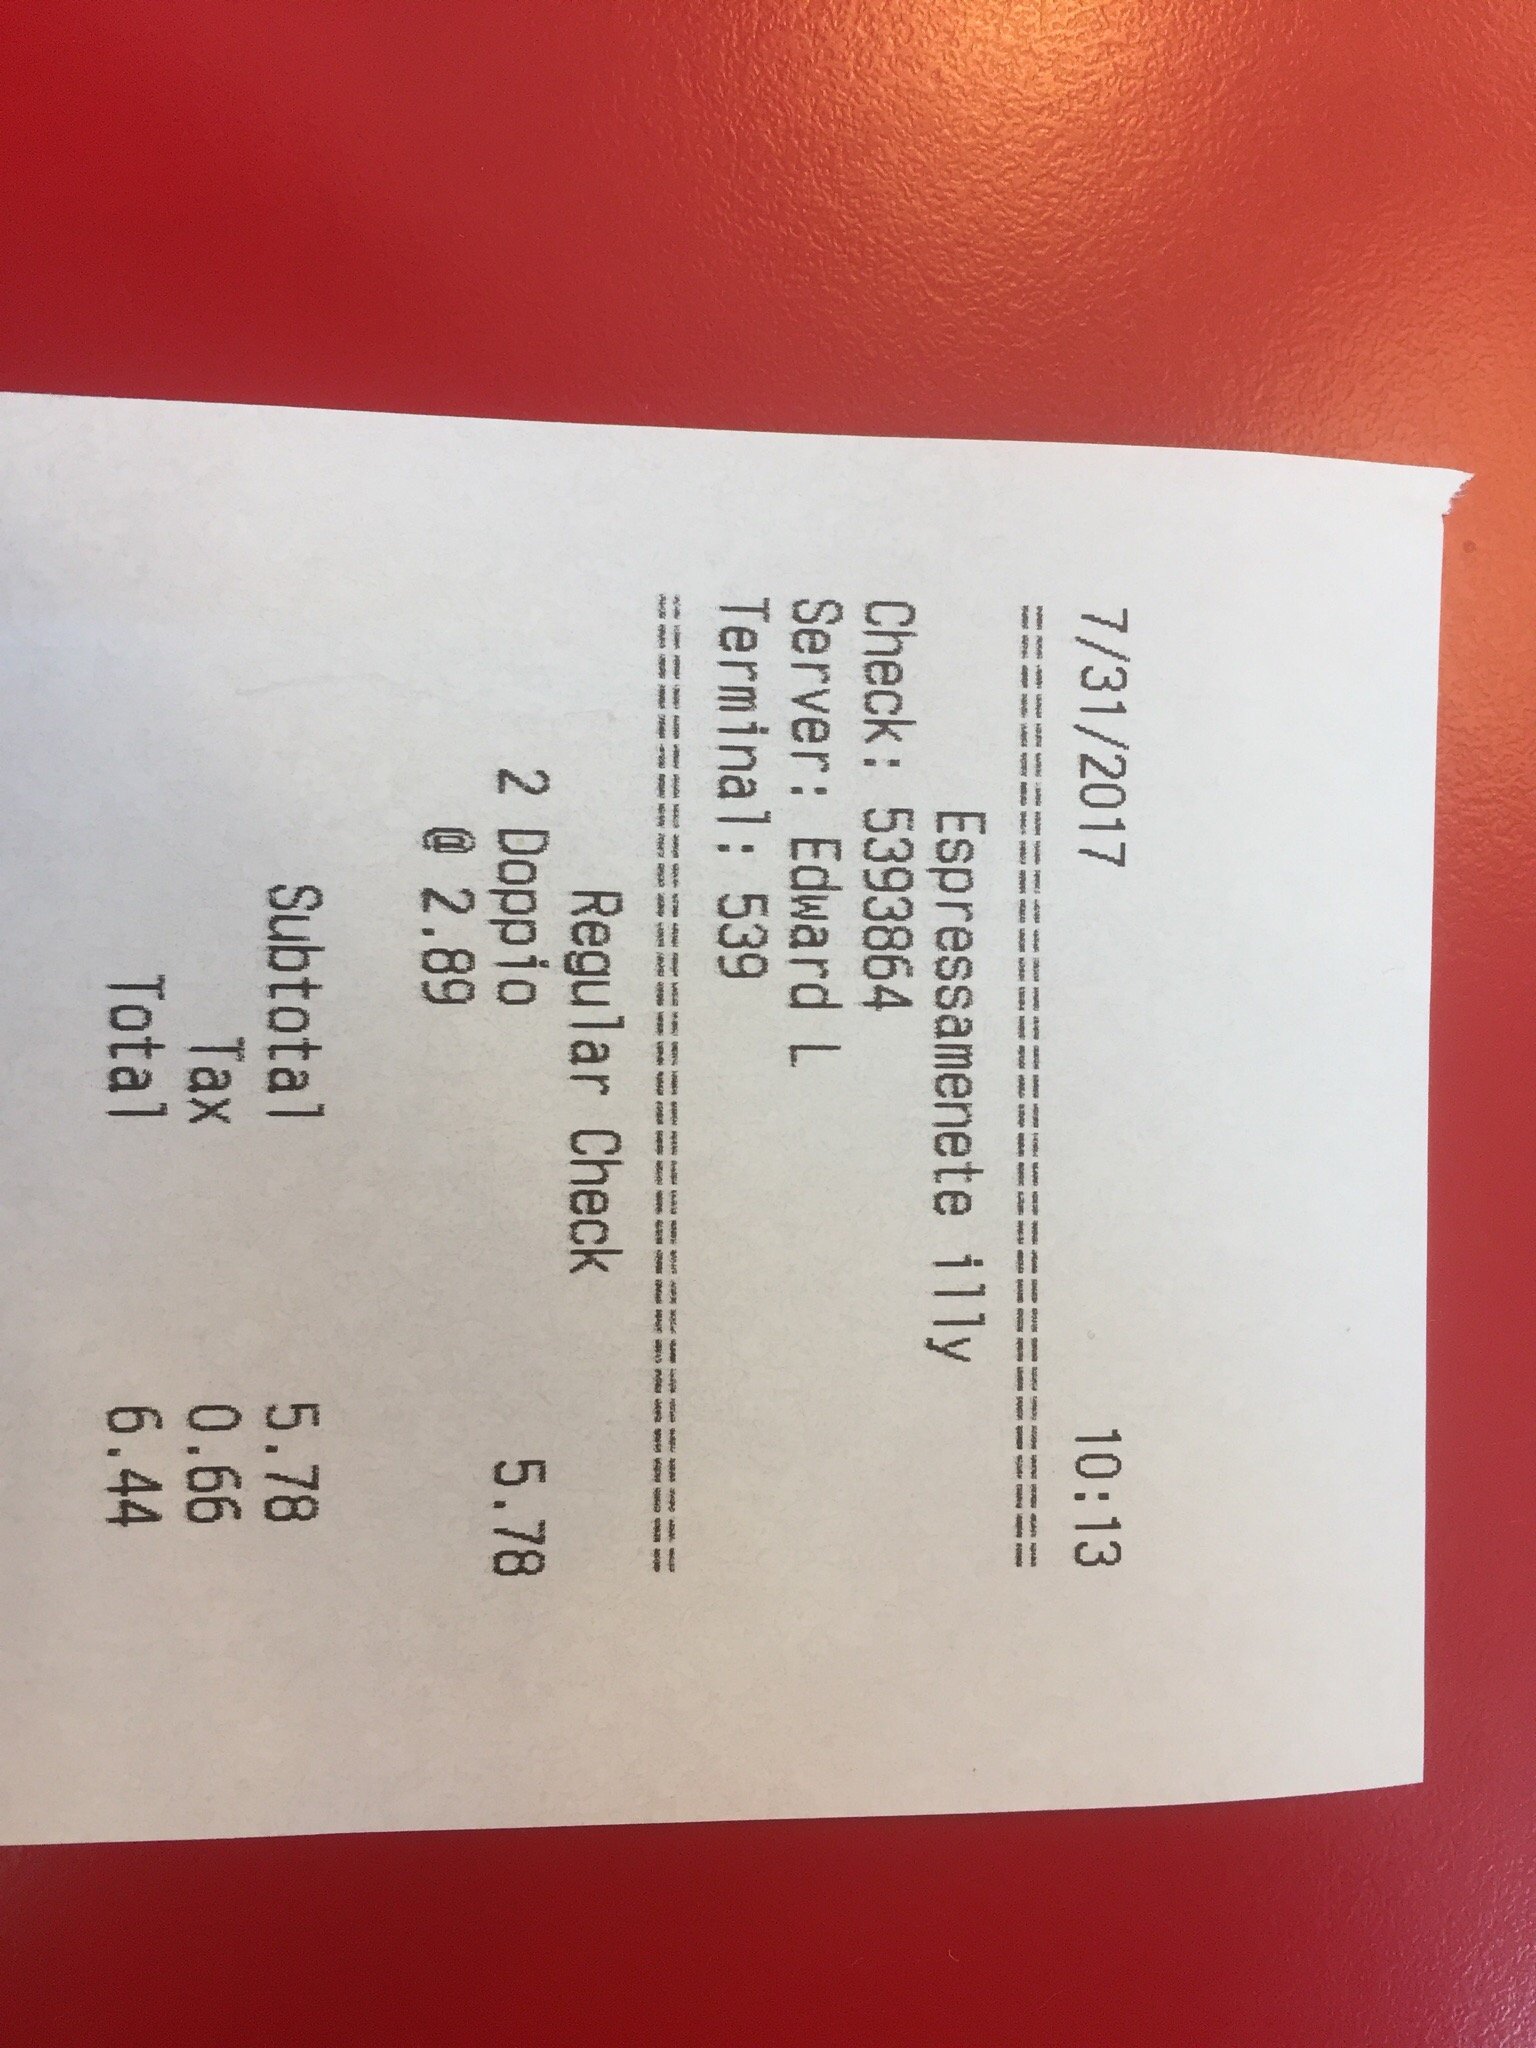 7/31/2017 10:13
========================================
Espressamenete illy
Check: 5393864
Server: Edward L
Terminal: 539
========================================
Regular Check
2 Doppio 5.78
@ 2.89
Subtotal 5.78
Tax 0.66
Total 6.44